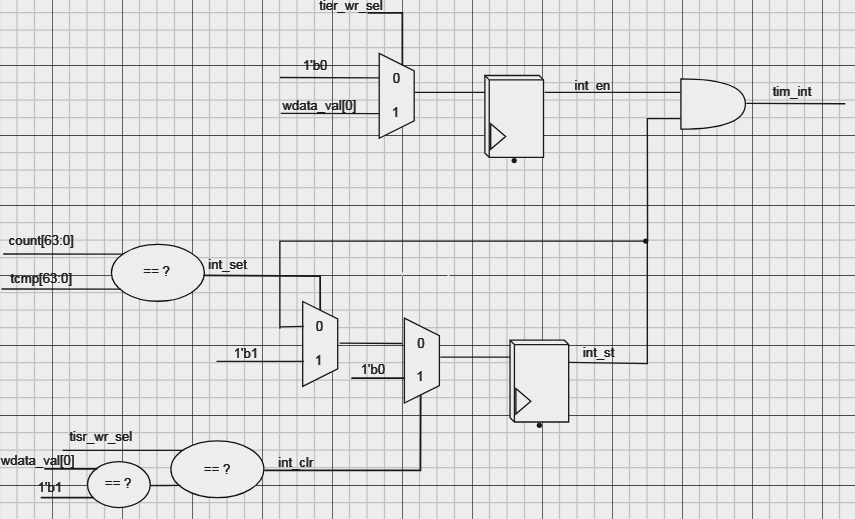 tier_wr_sel
1'b0
0
wdata_val[0]
1
int_en
tim_int
count[63:0]
tcmp[63:0]
== ?
int_set
0
1'b1
1
0
1'b0
1
int_st
tisr_wr_sel
wdata_val[0]
1'b1
== ?
== ?
int_clr